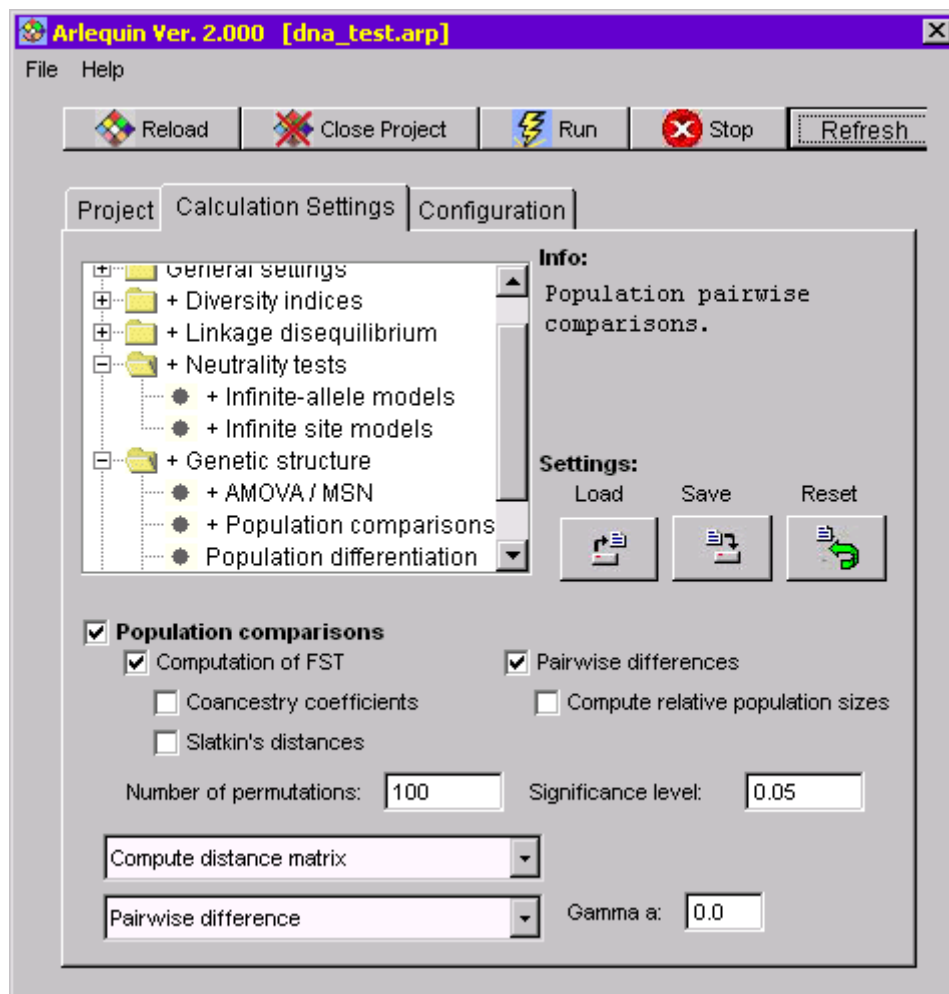 Arlequin Ver. 2.000 [dna_test.arp]
File Help
Reload Close Project Run Stop Refresh
Project Calculation Settings Configuration
General settings
+ Diversity indices
+ Linkage disequilibrium
+ Neutrality tests
+ Infinite-allele models
+ Infinite site models
+ Genetic structure
+ AMOVA / MSN
+ Population comparisons
Population differentiation
Info:
Population pairwise
comparisons.
Settings:
Load Save Reset
Population comparisons
Computation of FST Pairwise differences
Coancestry coefficients Compute relative population sizes
Slatkin's distances
Number of permutations: 100 Significance level: 0.05
Compute distance matrix
Pairwise difference Gamma a: 0.0